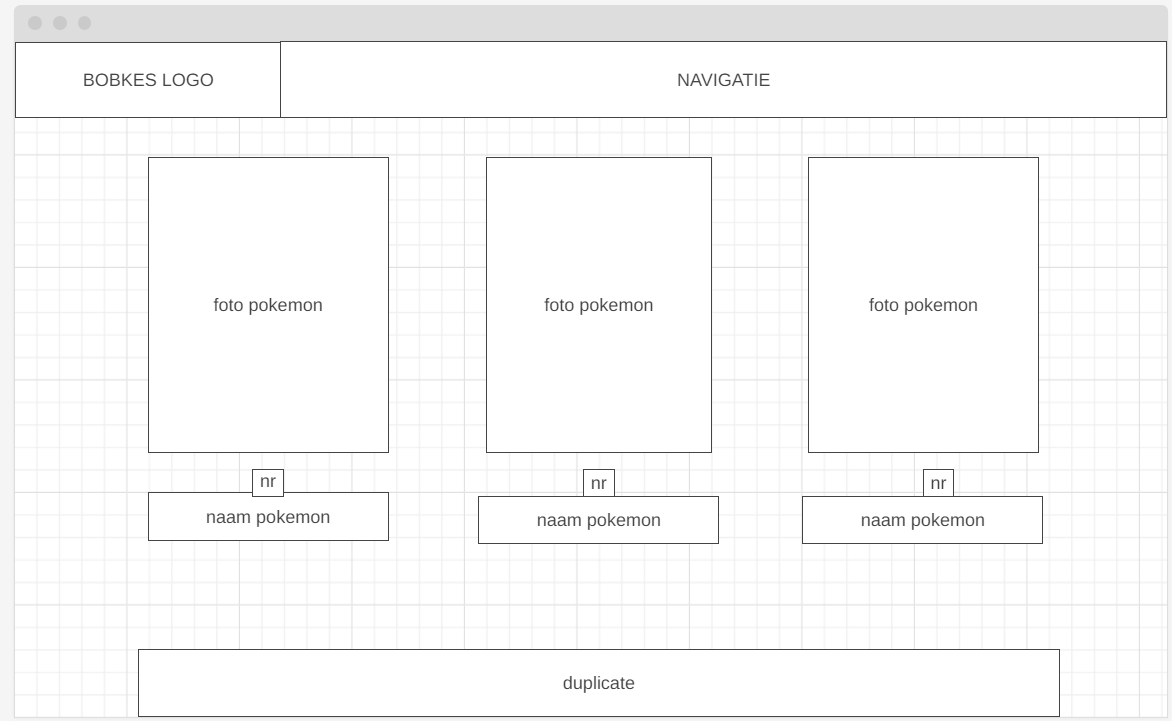 BOBKES LOGO
NAVIGATIE
foto pokemon
foto pokemon
foto pokemon
nr
nr
nr
naam pokemon
naam pokemon
naam pokemon
duplicate